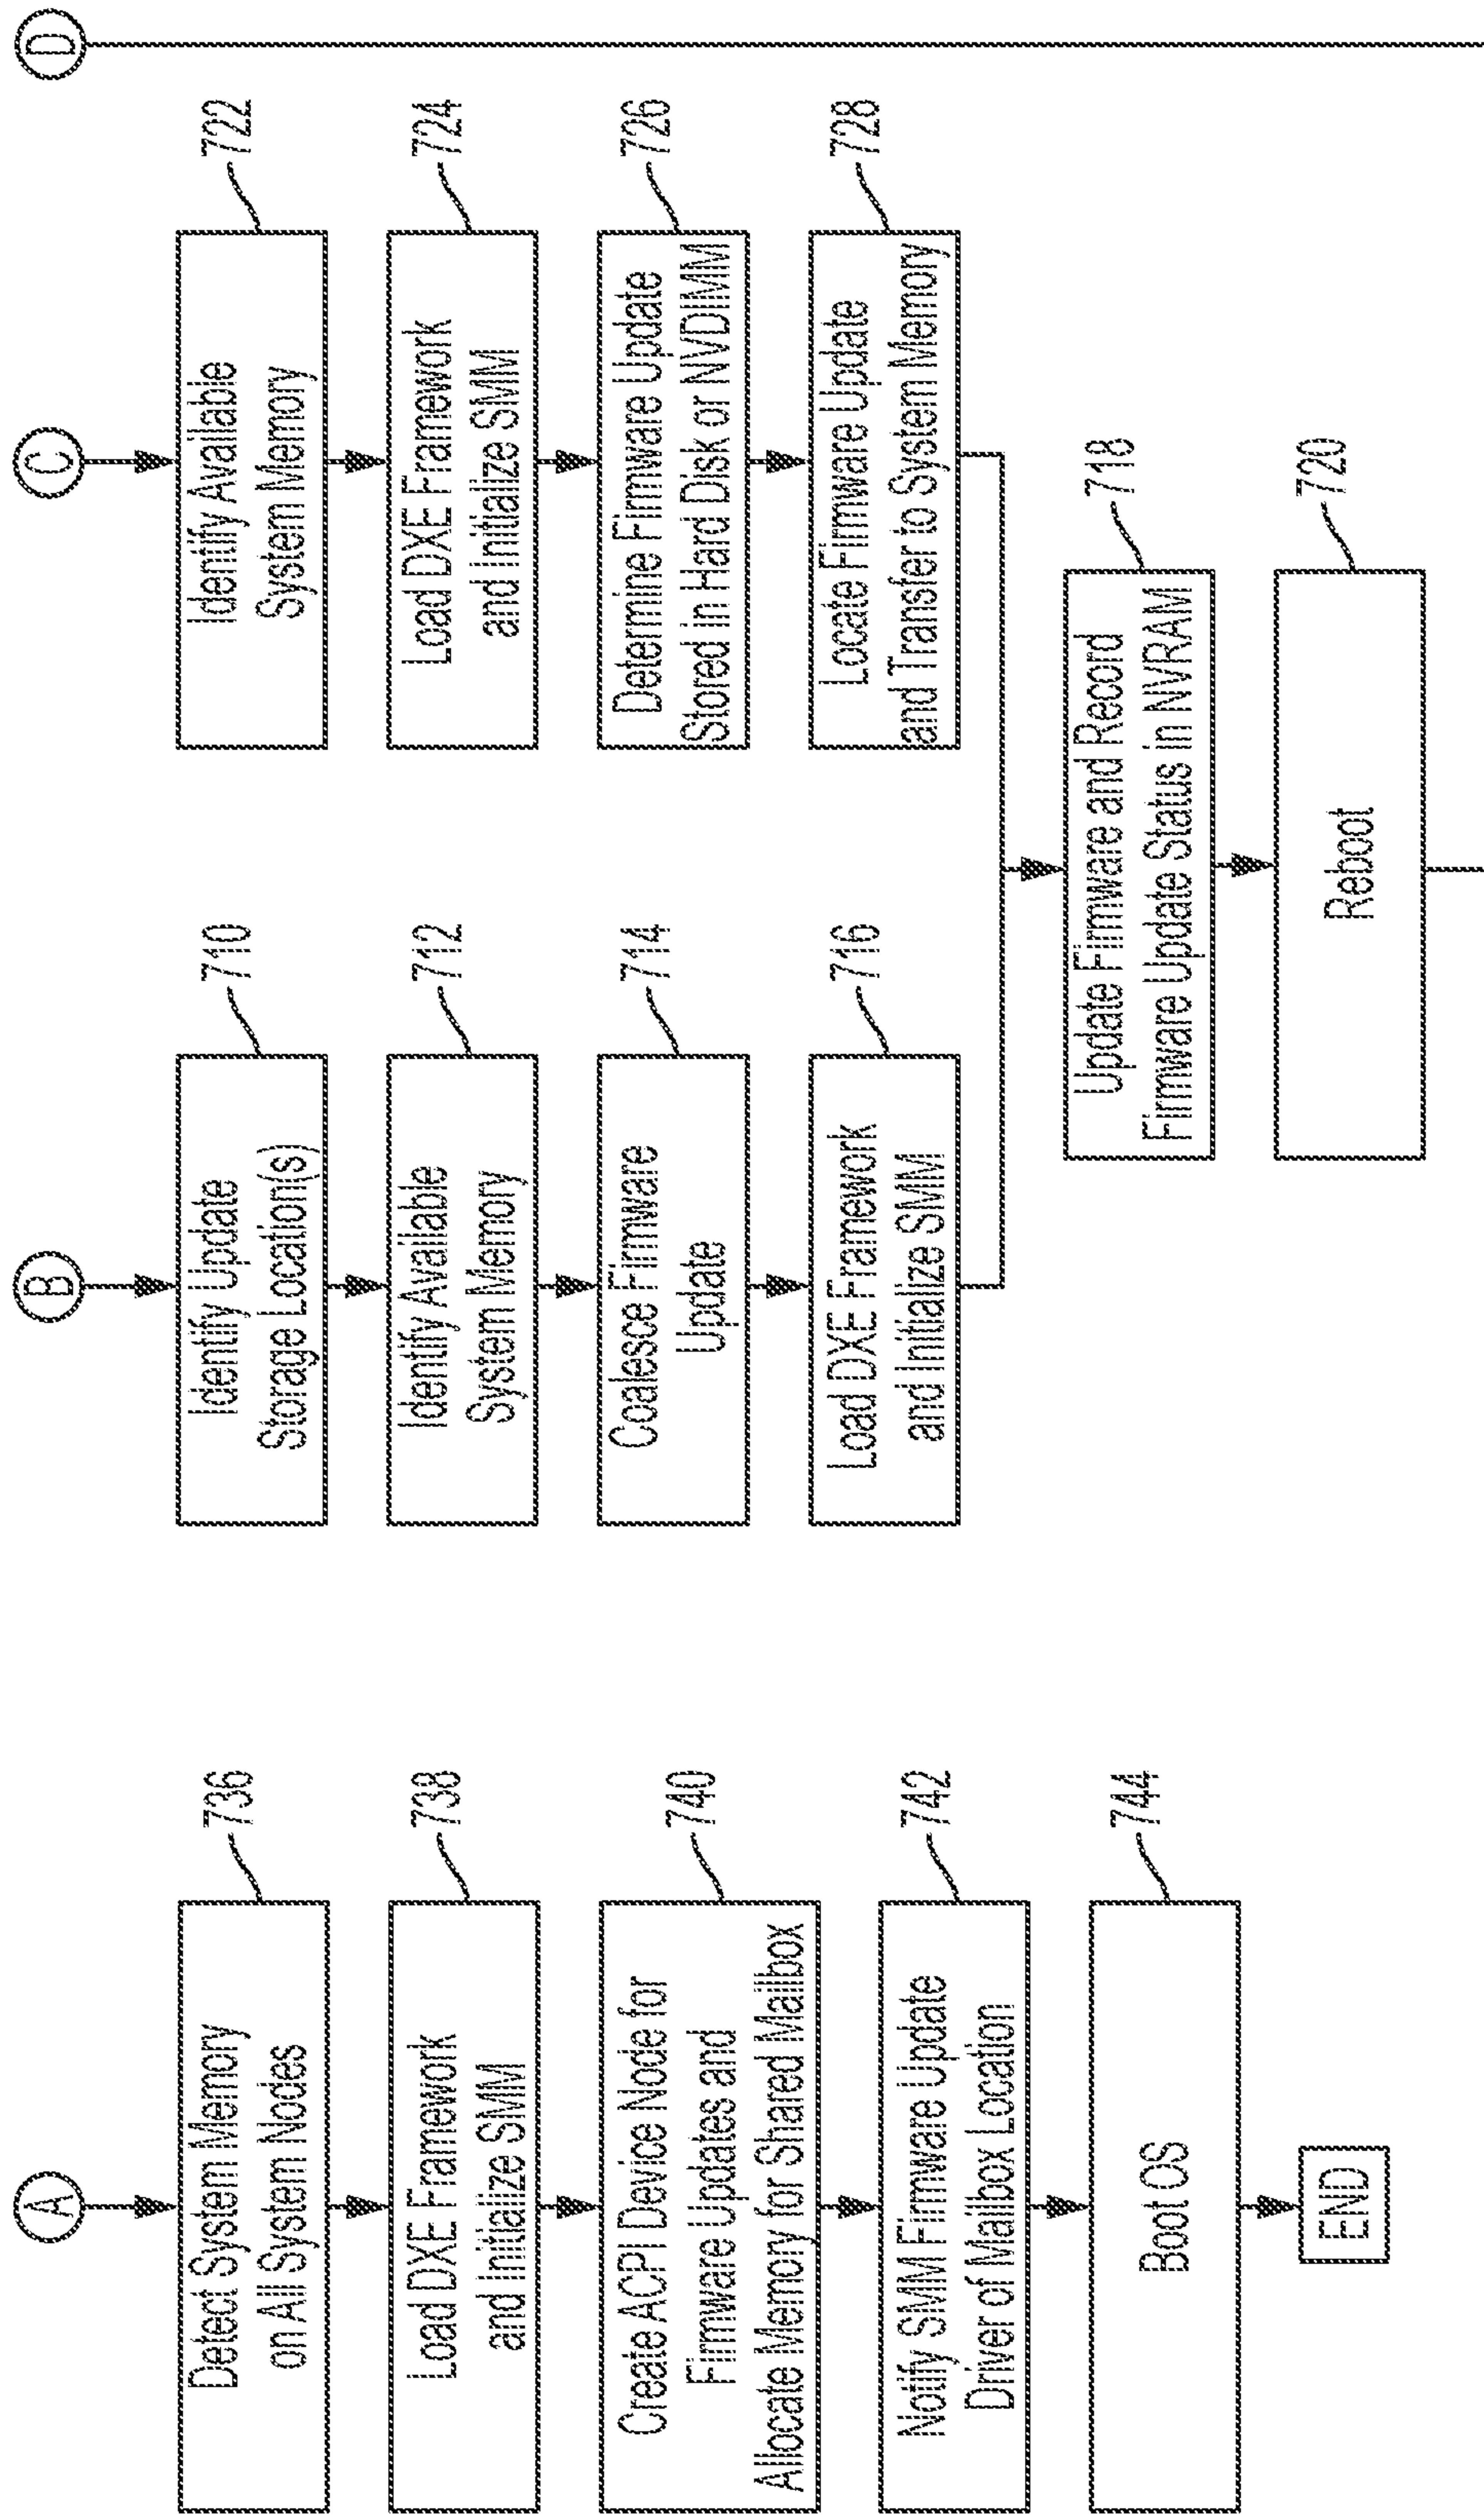 A
736
Detect System Memory
on All System Nodes
738
Load DXE Framework
and Initialize SMM
740
Create ACPI Device Node for
Firmware Updates and
Allocate Memory for Shared Mailbox
742
Notify SMM Firmware Update
Driver of Mailbox Location
744
Boot OS
END
B
710
Identify Update
Storage Location(s)
712
Identify Available
System Memory
714
Coalesce Firmware
Update
716
Load DXE Framework
and Initialize SMM
C
722
Identify Available
System Memory
724
Load DXE Framework
and Initialize SMM
726
Determine Firmware Update
Stored in Hard Disk or NVDIMM
728
Locate Firmware Update
and Transfer to System Memory
718
Update Firmware and Record
Firmware Update Status in NVRAM
720
Reboot
D